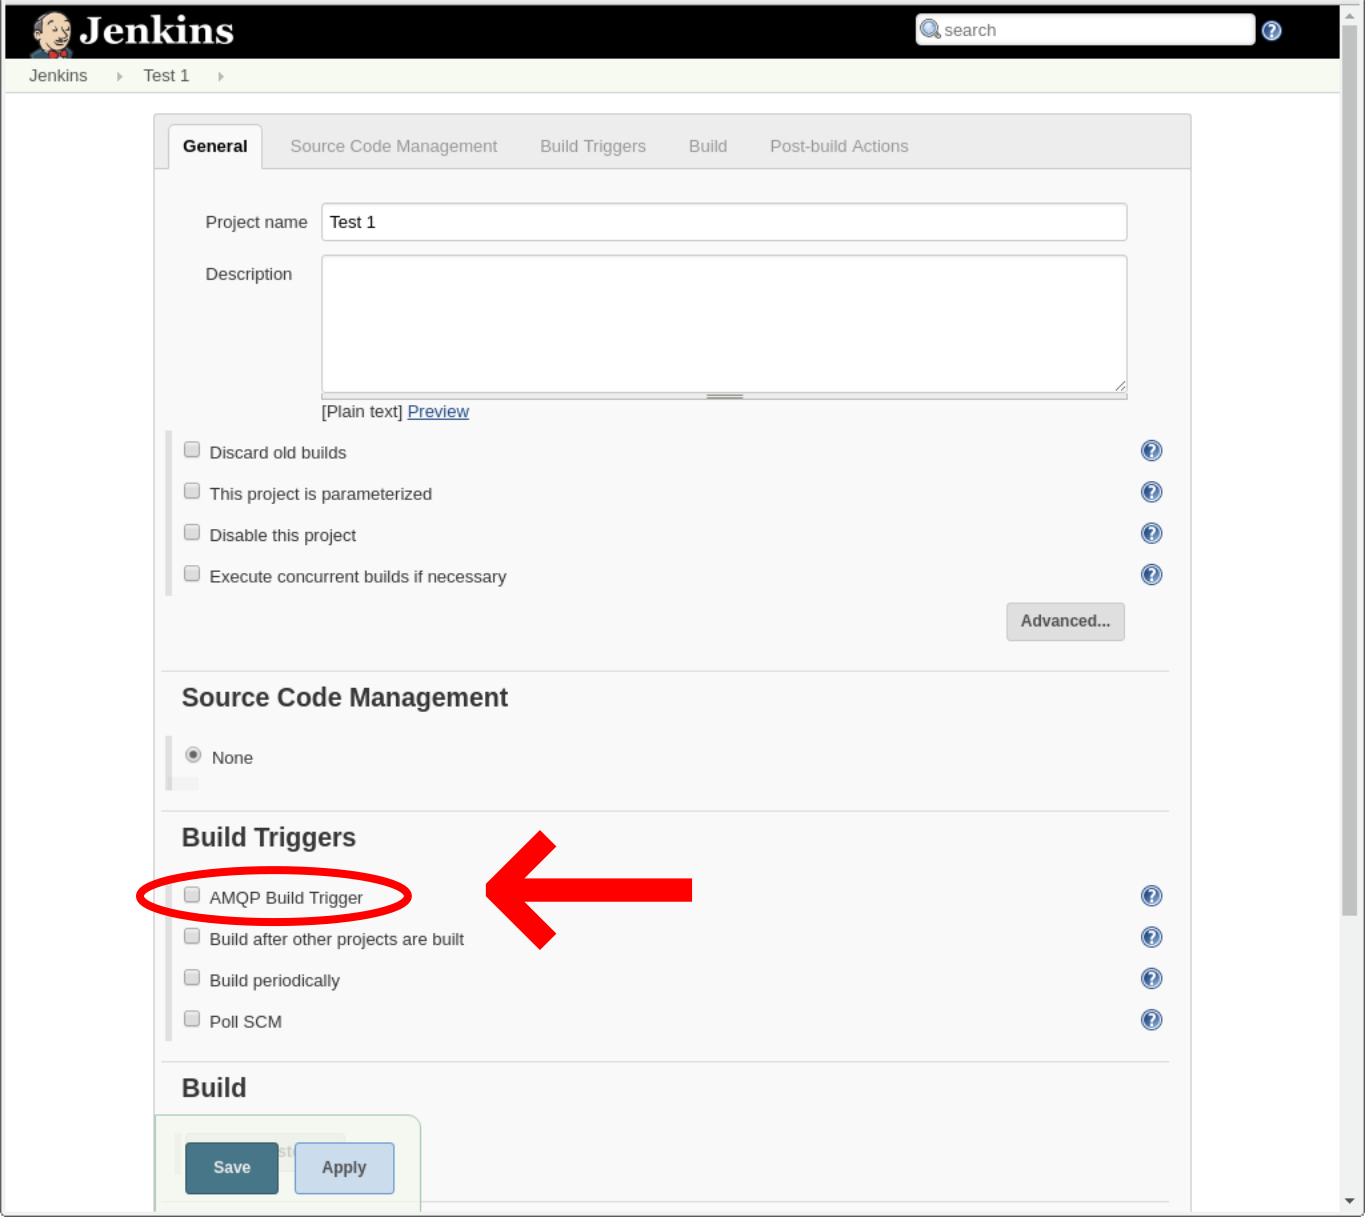 Jenkins
search
Jenkins Test 1
General Source Code Management Build Triggers Build Post-build Actions
Project name Test 1
Description
[Plain text] Preview
Discard old builds
This project is parameterized
Disable this project
Execute concurrent builds if necessary
Advanced...
Source Code Management
None
Build Triggers
AMQP Build Trigger
Build after other projects are built
Build periodically
Poll SCM
Build
Save Apply